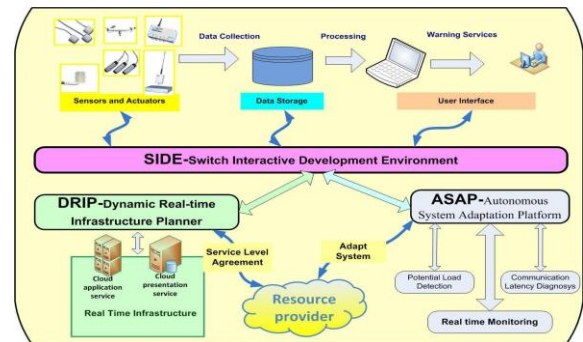 Data Collection
Processing
Warning Services
Sensors and Actuators
Data Storage
User Interface
SIDE-Switch Interactive Development Environment
DRIP-Dynamic Real-time
Infrastructure Planner
ASAP-Autonomous
System Adaptation Platform
Cloud
application
service
Cloud
presentation
service
Real Time Infrastructure
Service Level
Agreement
Adapt
System
Resource
provider
Potential Load
Detection
Communication
Latency Diagnosys
Real time Monitoring